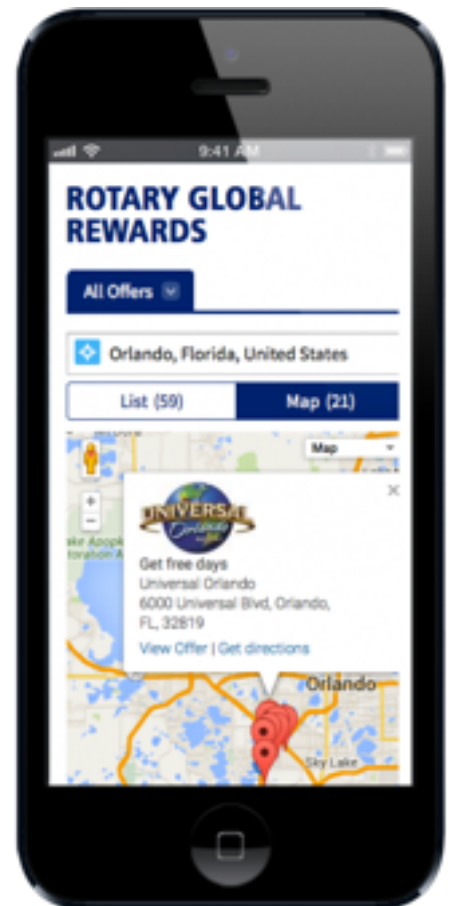 9:41 AM
ROTARY GLOBAL
REWARDS
All Offers
Orlando, Florida, United States
List (59)
Map (21)
Map
+
−
UNIVERSAL
Orlando
Get free days
Universal Orlando
6000 Universal Blvd, Orlando,
FL, 32819
View Offer | Get directions
Orlando
Sky Lake